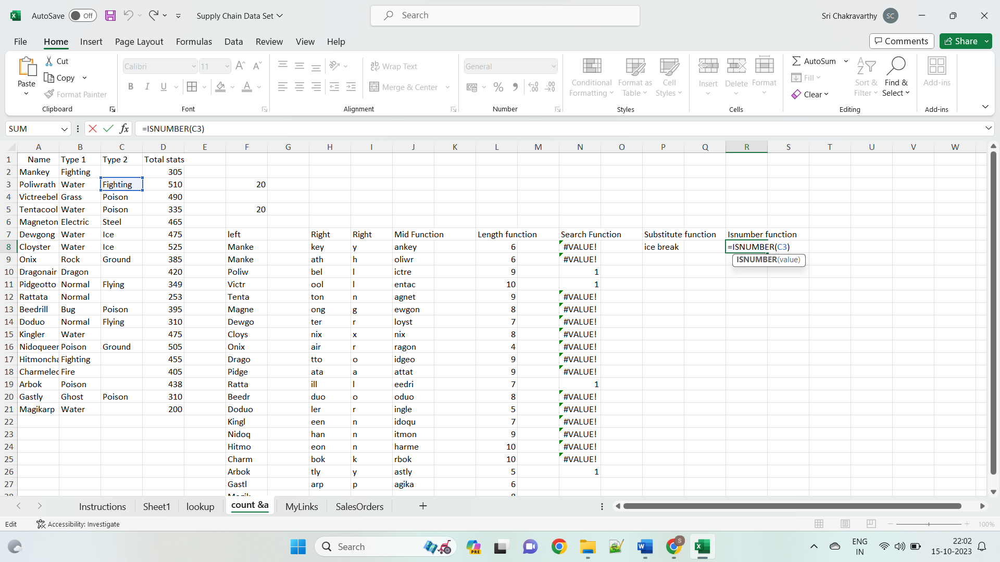 AutoSave Off Supply Chain Data Set Search Sri Chakravarthy SC
File Home Insert Page Layout Formulas Data Review View Help Comments Share
Paste Cut Copy Format Painter Clipboard
Calibri 11 B I U A Font
Wrap Text Merge & Center Alignment
General % Number
Conditional Formatting Format as Table Cell Styles Styles
Insert Delete Format Cells
AutoSum Fill Clear Sort & Filter Find & Select Editing
Add-ins Add-ins
SUM fx =ISNUMBER(C3)
A B C D E F G H I J K L M N O P Q R S T U V W
1 Name Type 1 Type 2 Total stats
2 Mankey Fighting 305
3 Poliwrath Water Fighting 510 20
4 Victreebel Grass Poison 490
5 Tentacool Water Poison 335 20
6 Magneton Electric Steel 465
7 Dewgong Water Ice 475 left Right Right Mid Function Length function Search Function Substitute function Isnumber function
8 Cloyster Water Ice 525 Manke key y ankey 6 #VALUE! ice break =ISNUMBER(C3)
9 Onix Rock Ground 385 Manke ath h oliwr 6 #VALUE! ISNUMBER(value)
10 Dragonair Dragon 420 Poliw bel l ictre 9 1
11 Pidgeotto Normal Flying 349 Victr ool l entac 10 1
12 Rattata Normal 253 Tenta ton n agnet 9 #VALUE!
13 Beedrill Bug Poison 395 Magne ong g ewgon 8 #VALUE!
14 Doduo Normal Flying 310 Dewgo ter r loyst 7 #VALUE!
15 Kingler Water 475 Cloys nix x nix 8 #VALUE!
16 Nidoqueen Poison Ground 505 Onix air r ragon 4 #VALUE!
17 Hitmoncha Fighting 455 Drago tto o idgeo 9 #VALUE!
18 Charmelec Fire 405 Pidge ata a attat 9 #VALUE!
19 Arbok Poison 438 Ratta ill l eedri 7 1
20 Gastly Ghost Poison 310 Beedr duo o oduo 8 #VALUE!
21 Magikarp Water 200 Doduo ler r ingle 5 #VALUE!
22 Kingl een n idoqu 7 #VALUE!
23 Nidoq han n itmon 9 #VALUE!
24 Hitmo eon n harme 10 #VALUE!
25 Charm bok k rbok 10 #VALUE!
26 Arbok tly y astly 5 1
27 Gastl arp p agika 6
Instructions Sheet1 lookup count &a MyLinks SalesOrders
Edit Accessibility: Investigate 100%
Search PRE S ENG IN 22:02 15-10-2023